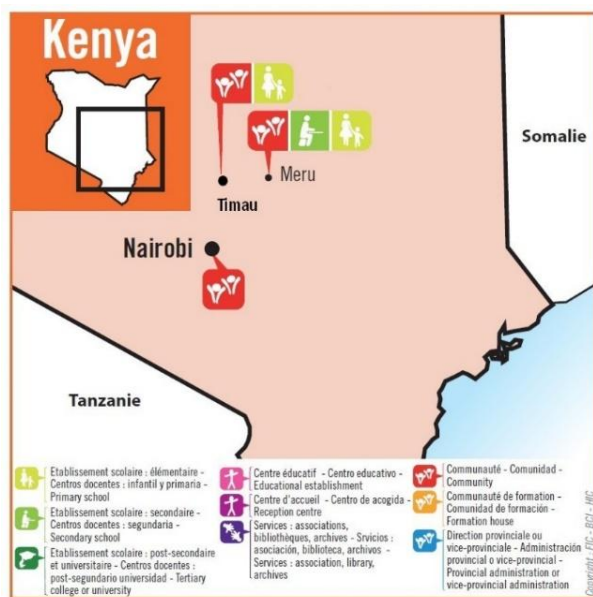 Kenya
Somalie
Meru
Timau
Nairobi
Tanzanie
Etablissement scolaire : élémentaire -
Centros docentes : infantil y primaria -
Primary school
Etablissement scolaire : secondaire -
Centros docentes : segundaria -
Secondary school
Etablissement scolaire : post-secondaire
et universitaire - Centros docentes :
post-segundario universidad - Tertiary
college or university
Centre éducatif - Centro educativo -
Educational establishment
Centre d'accueil - Centro de acogida -
Reception centre
Services : associations,
bibliothèques, archives - Srvicios :
asociación, biblioteca, archivos -
Services : association, library,
archives
Communauté - Comunidad -
Community
Communauté de formation -
Comunidad de formación -
Formation house
Direction provinciale ou
vice-provinciale - Administración
provincial o vice-provincial -
Provincial administration or
vice-provincial administration
Copyright : FIC - BCI - HIC